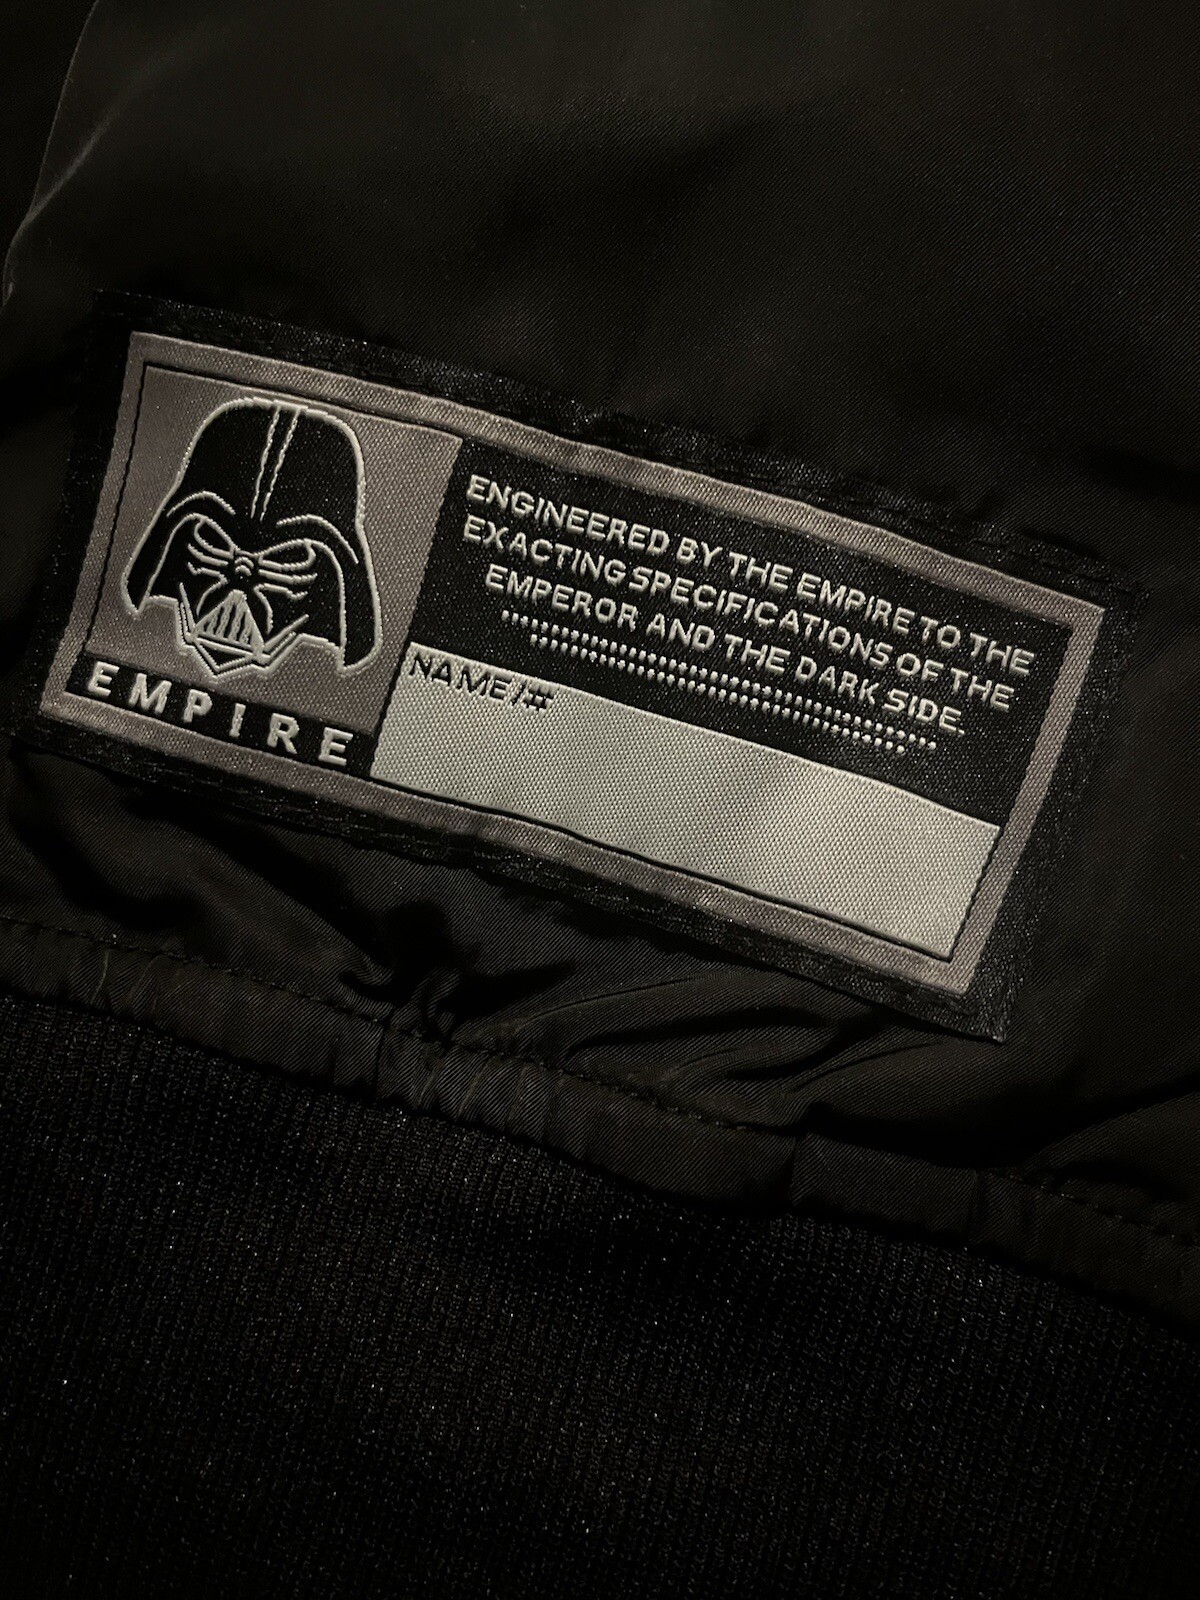 ENGINEERED BY THE EMPIRE TO THE
EXACTING SPECIFICATIONS OF THE
EMPEROR AND THE DARK SIDE.
NAME/#
EMPIRE